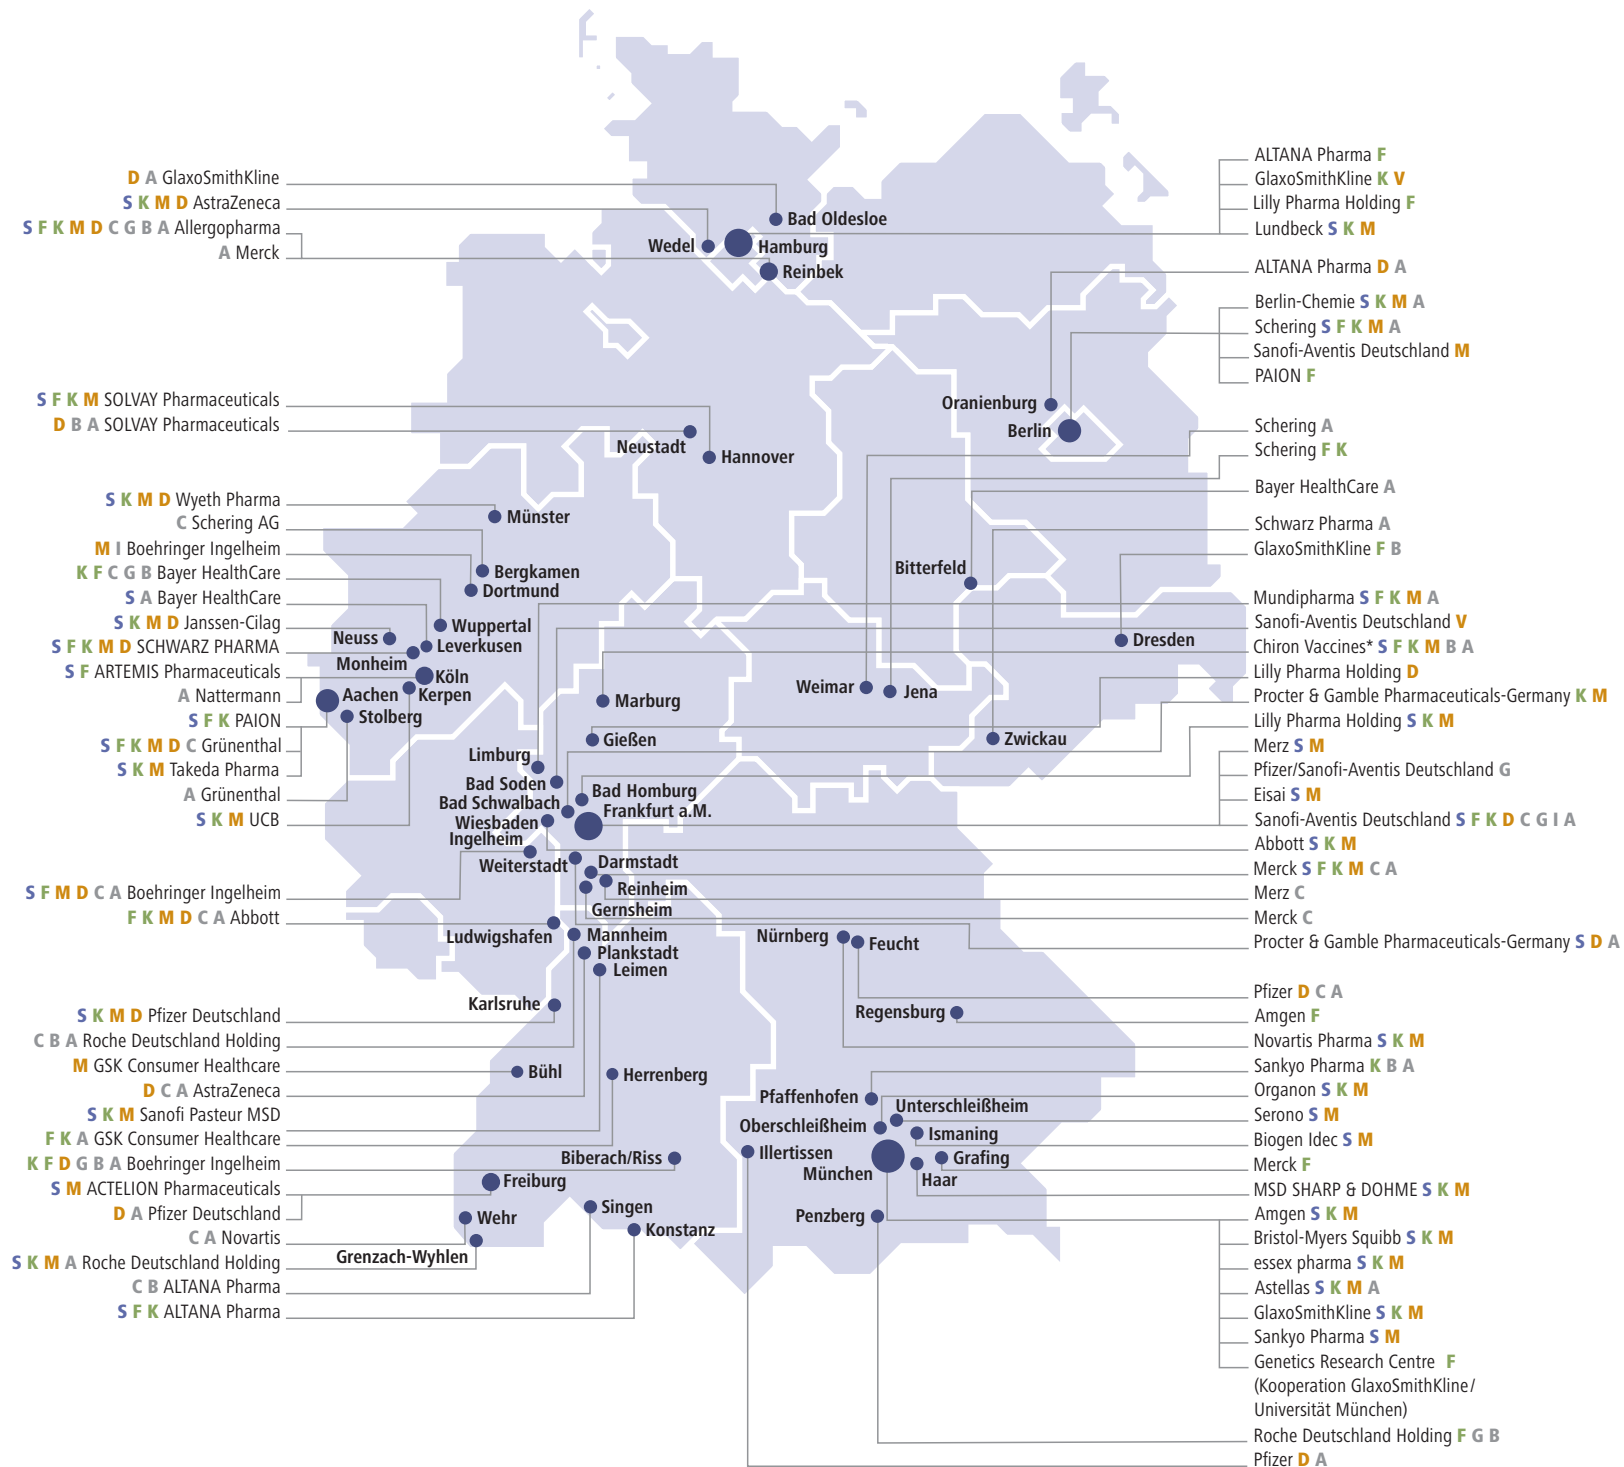 D A GlaxoSmithKline
S K M D AstraZeneca
S F K M D C G B A Allergopharma
A Merck
S F K M SOLVAY Pharmaceuticals
D B A SOLVAY Pharmaceuticals
S K M D Wyeth Pharma
C Schering AG
M I Boehringer Ingelheim
K F C G B Bayer HealthCare
S A Bayer HealthCare
S K M D Janssen-Cilag
S F K M D SCHWARZ PHARMA
S F ARTEMIS Pharmaceuticals
A Nattermann
S F K PAION
S F K M D C Grünenthal
S K M Takeda Pharma
A Grünenthal
S K M UCB
S F M D C A Boehringer Ingelheim
F K M D C A Abbott
S K M D Pfizer Deutschland
C B A Roche Deutschland Holding
M GSK Consumer Healthcare
D C A AstraZeneca
S K M Sanofi Pasteur MSD
F K A GSK Consumer Healthcare
K F D G B A Boehringer Ingelheim
S M ACTELION Pharmaceuticals
D A Pfizer Deutschland
C A Novartis
S K M A Roche Deutschland Holding
C B ALTANA Pharma
S F K ALTANA Pharma
Bad Oldesloe
Wedel
Hamburg
Reinbek
Oranienburg
Berlin
Neustadt
Hannover
Münster
Bergkamen
Dortmund
Bitterfeld
Wuppertal
Neuss
Leverkusen
Monheim
Dresden
Köln
Aachen
Kerpen
Stolberg
Marburg
Weimar
Jena
Gießen
Zwickau
Limburg
Bad Soden
Bad Homburg
Bad Schwalbach
Frankfurt a.M.
Wiesbaden
Ingelheim
Weiterstadt
Darmstadt
Reinheim
Gernsheim
Ludwigshafen
Mannheim
Plankstadt
Leimen
Nürnberg
Feucht
Karlsruhe
Regensburg
Bühl
Herrenberg
Pfaffenhofen
Unterschleißheim
Oberschleißheim
Ismaning
Illertissen
Grafing
Biberach/Riss
München
Haar
Freiburg
Singen
Wehr
Penzberg
Konstanz
Grenzach-Wyhlen
ALTANA Pharma F
GlaxoSmithKline K V
Lilly Pharma Holding F
Lundbeck S K M
ALTANA Pharma D A
Berlin-Chemie S K M A
Schering S F K M A
Sanofi-Aventis Deutschland M
PAION F
Schering A
Schering F K
Bayer HealthCare A
Schwarz Pharma A
GlaxoSmithKline F B
Mundipharma S F K M A
Sanofi-Aventis Deutschland V
Chiron Vaccines* S F K M B A
Lilly Pharma Holding D
Procter & Gamble Pharmaceuticals-Germany K M
Lilly Pharma Holding S K M
Merz S M
Pfizer/Sanofi-Aventis Deutschland G
Eisai S M
Sanofi-Aventis Deutschland S F K D C G I A
Abbott S K M
Merck S F K M C A
Merz C
Merck C
Procter & Gamble Pharmaceuticals-Germany S D A
Pfizer D C A
Amgen F
Novartis Pharma S K M
Sankyo Pharma K B A
Organon S K M
Serono S M
Biogen Idec S M
Merck F
MSD SHARP & DOHME S K M
Amgen S K M
Bristol-Myers Squibb S K M
essex pharma S K M
Astellas S K M A
GlaxoSmithKline S K M
Sankyo Pharma S M
Genetics Research Centre F
(Kooperation GlaxoSmithKline/
Universität München)
Roche Deutschland Holding F G B
Pfizer D A